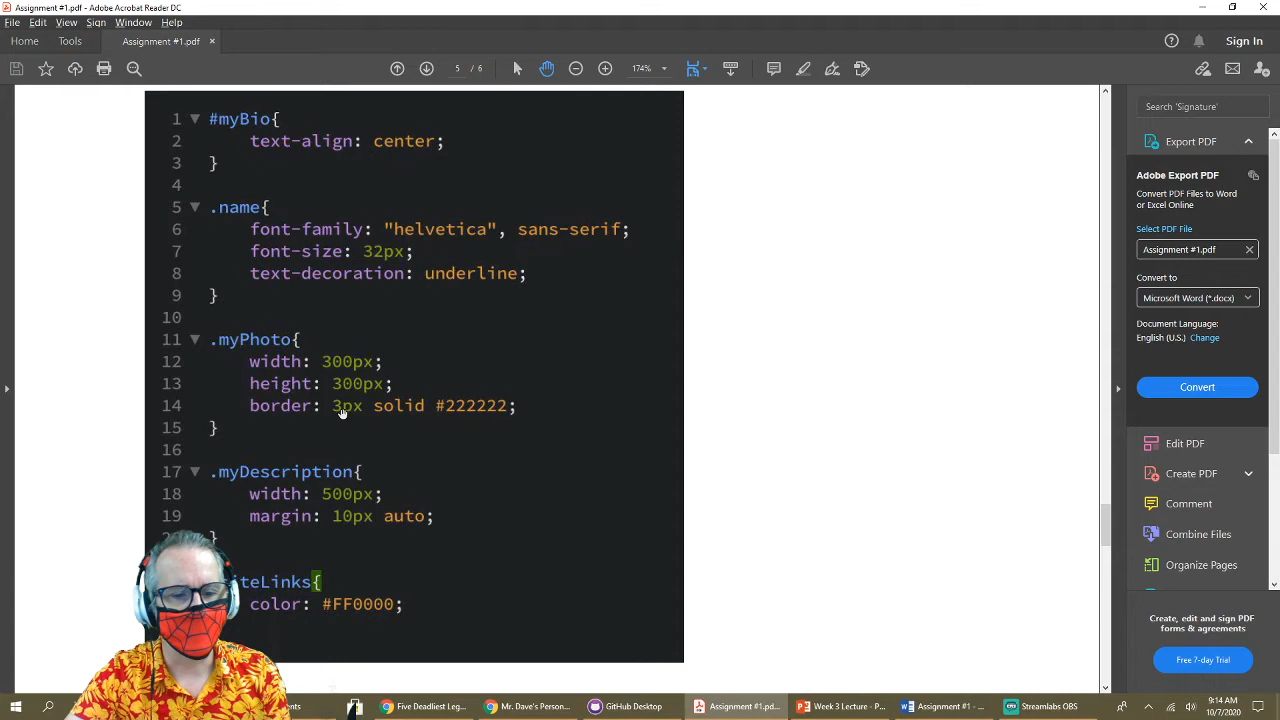 Assignment #1.pdf - Adobe Acrobat Reader DC
File Edit View Sign Window Help
Home Tools Assignment #1.pdf × Sign In
5 / 6 174%
1 #myBio{
2 text-align: center;
3 }
4
5 .name{
6 font-family: "helvetica", sans-serif;
7 font-size: 32px;
8 text-decoration: underline;
9 }
10
11 .myPhoto{
12 width: 300px;
13 height: 300px;
14 border: 3px solid #222222;
15 }
16
17 .myDescription{
18 width: 500px;
19 margin: 10px auto;
}
teLinks{
color: #FF0000;
Search 'Signature'
Export PDF
Adobe Export PDF
Convert PDF Files to Word
or Excel Online
Select PDF File
Assignment #1.pdf
Convert to
Microsoft Word (*.docx)
Document Language:
English (U.S.) Change
Convert
Edit PDF
Create PDF
Comment
Combine Files
Organize Pages
Create, certify and send PDF
forms & agreements
Free 7-day Trial
Five Deadliest Leg...
Mr. Dave's Person...
GitHub Desktop
Assignment #1.pd...
Week 3 Lecture - P...
Assignment #1 - ...
Streamlabs OBS
9:14 AM
10/7/2020